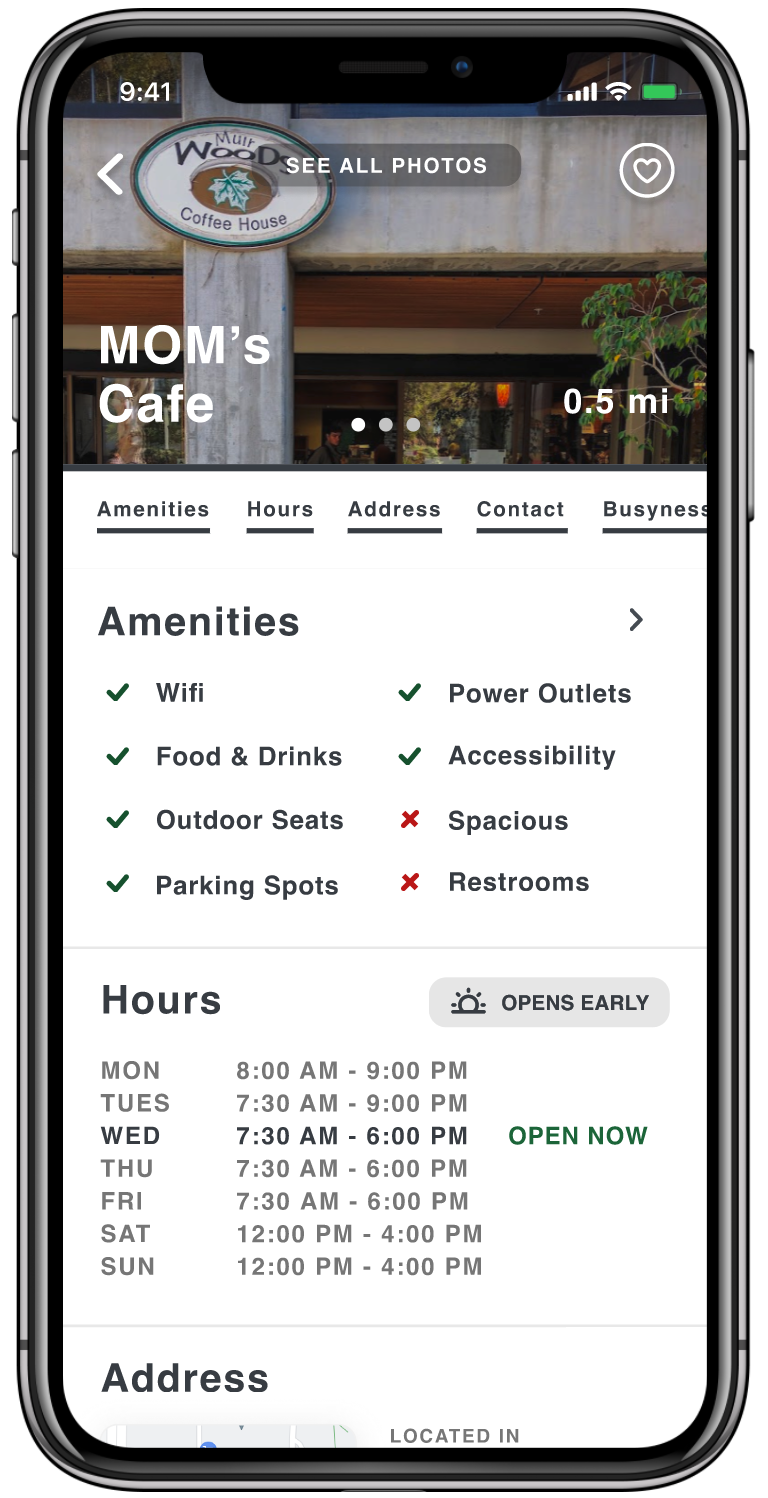 9:41
Muir
Woods
Coffee House
SEE ALL PHOTOS
MOM’s
Cafe
0.5 mi
Amenities Hours Address Contact Busyness
Amenities
Wifi Power Outlets
Food & Drinks Accessibility
Outdoor Seats Spacious
Parking Spots Restrooms
Hours OPENS EARLY
MON 8:00 AM - 9:00 PM
TUES 7:30 AM - 9:00 PM
WED 7:30 AM - 6:00 PM OPEN NOW
THU 7:30 AM - 6:00 PM
FRI 7:30 AM - 6:00 PM
SAT 12:00 PM - 4:00 PM
SUN 12:00 PM - 4:00 PM
Address
LOCATED IN